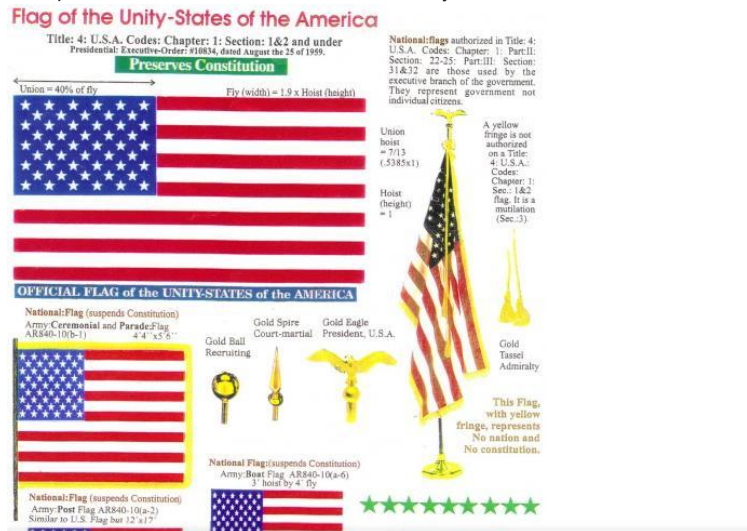 Flag of the Unity-States of the America
Title: 4: U.S.A. Codes: Chapter: 1: Section: 1&2 and under
Presidential: Executive-Order: #10834, dated August the 25 of 1959.
Preserves Constitution
Union = 40% of fly
Fly (width) = 1.9 x Hoist (height)
National:flags authorized in Title: 4:
U.S.A. Codes: Chapter: 1: Part:II:
Section: 22-25: Part:III: Section:
31&32 are those used by the
executive branch of the government.
They represent government not
individual citizens.
Union
hoist
= 7/13
(.5385x1)
Hoist
(height)
= 1
A yellow
fringe is not
authorized
on a Title:
4: U.S.A.:
Codes:
Chapter: 1:
Sec.: 1&2
flag. It is a
mutilation
(Sec.:3)
OFFICIAL FLAG of the UNITY-STATES of the AMERICA
National:Flag (suspends Constitution)
Army:Ceremonial and Parade:Flag
AR840-10(b-1) 4'4''x5'6''
Gold Ball
Recruiting
Gold Spire
Court-martial
Gold Eagle
President, U.S.A.
Gold
Tassel
Admiralty
This Flag,
with yellow
fringe, represents
No nation and
No constitution.
National Flag:(suspends Constitution)
Army:Boat Flag AR840-10(a-6)
3' hoist by 4' fly
National:Flag (suspends Constitution)
Army:Post Flag AR840-10(a-2)
Similar to U.S. Flag but 12'x17'